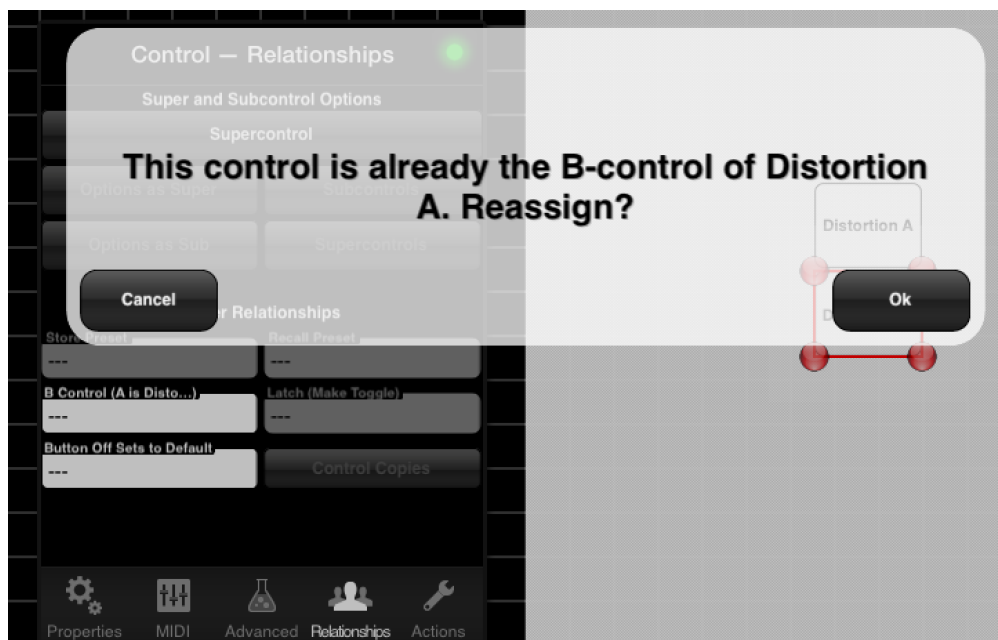 Control — Relationships
Super and Subcontrol Options
Supercontrol
This control is already the B-control of Distortion
A. Reassign?
Options as Super
Subcontrols
Options as Sub
Supercontrols
Distortion A
Cancel
Ok
r Relationships
D
Store Preset
Recall Preset
---
---
B Control (A is Disto...)
Latch (Make Toggle)
---
---
Button Off Sets to Default
---
Control Copies
Properties
MIDI
Advanced
Relationships
Actions